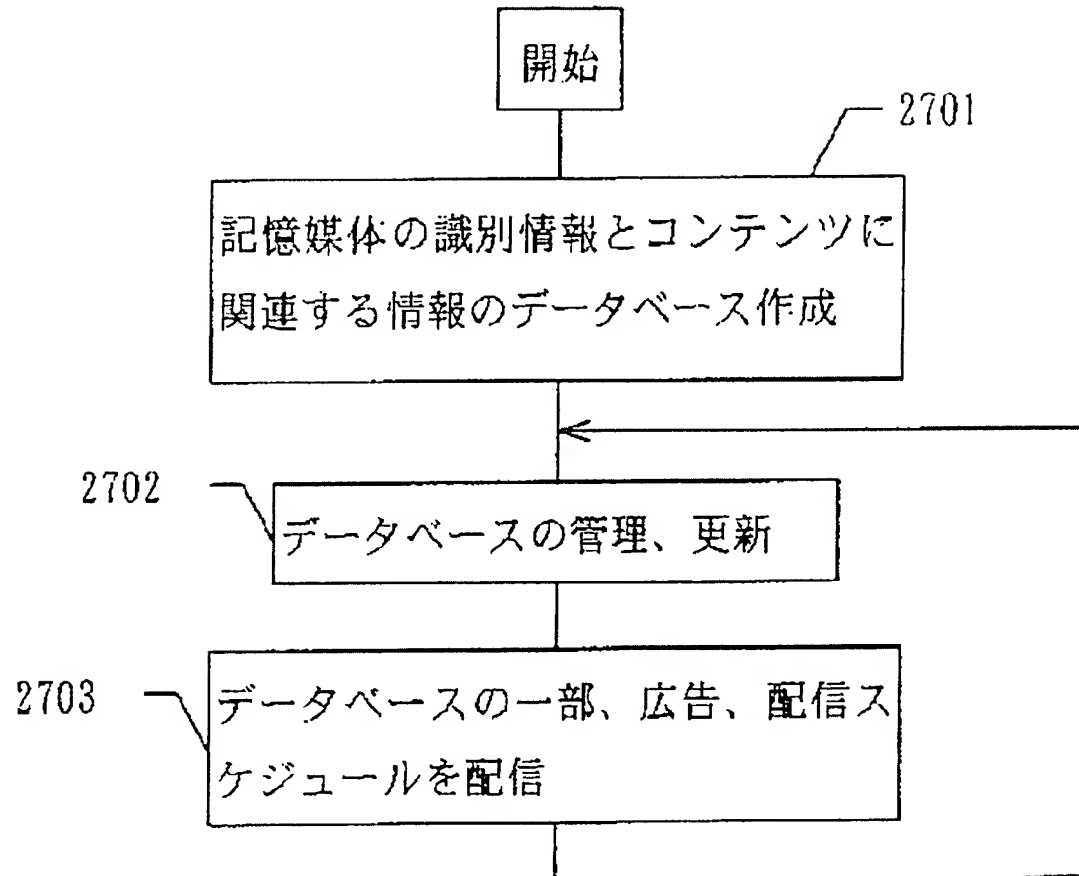 開始
2701
記憶媒体の識別情報とコンテンツに
関連する情報のデータベース作成
2702
データベースの管理、更新
2703
データベースの一部、広告、配信ス
ケジュールを配信